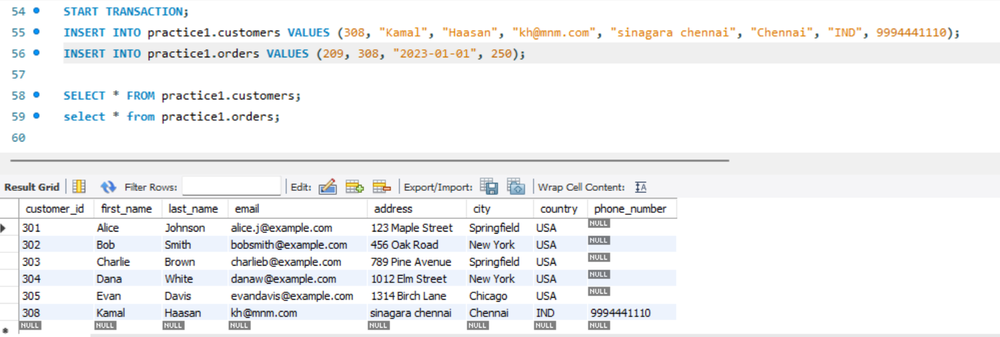 54 START TRANSACTION;
55 INSERT INTO practice1.customers VALUES (308, "Kamal", "Haasan", "kh@mnm.com", "sinagara chennai", "Chennai", "IND", 9994441110);
56 INSERT INTO practice1.orders VALUES (209, 308, "2023-01-01", 250);
57
58 SELECT * FROM practice1.customers;
59 select * from practice1.orders;
60
Result Grid Filter Rows: Edit: Export/Import: Wrap Cell Content: IA
customer_id first_name last_name email address city country phone_number
301 Alice Johnson alice.j@example.com 123 Maple Street Springfield USA NULL
302 Bob Smith bobsmith@example.com 456 Oak Road New York USA NULL
303 Charlie Brown charlieb@example.com 789 Pine Avenue Springfield USA NULL
304 Dana White danaw@example.com 1012 Elm Street New York USA NULL
305 Evan Davis evandavis@example.com 1314 Birch Lane Chicago USA NULL
308 Kamal Haasan kh@mnm.com sinagara chennai Chennai IND 9994441110
NULL NULL NULL NULL NULL NULL NULL NULL